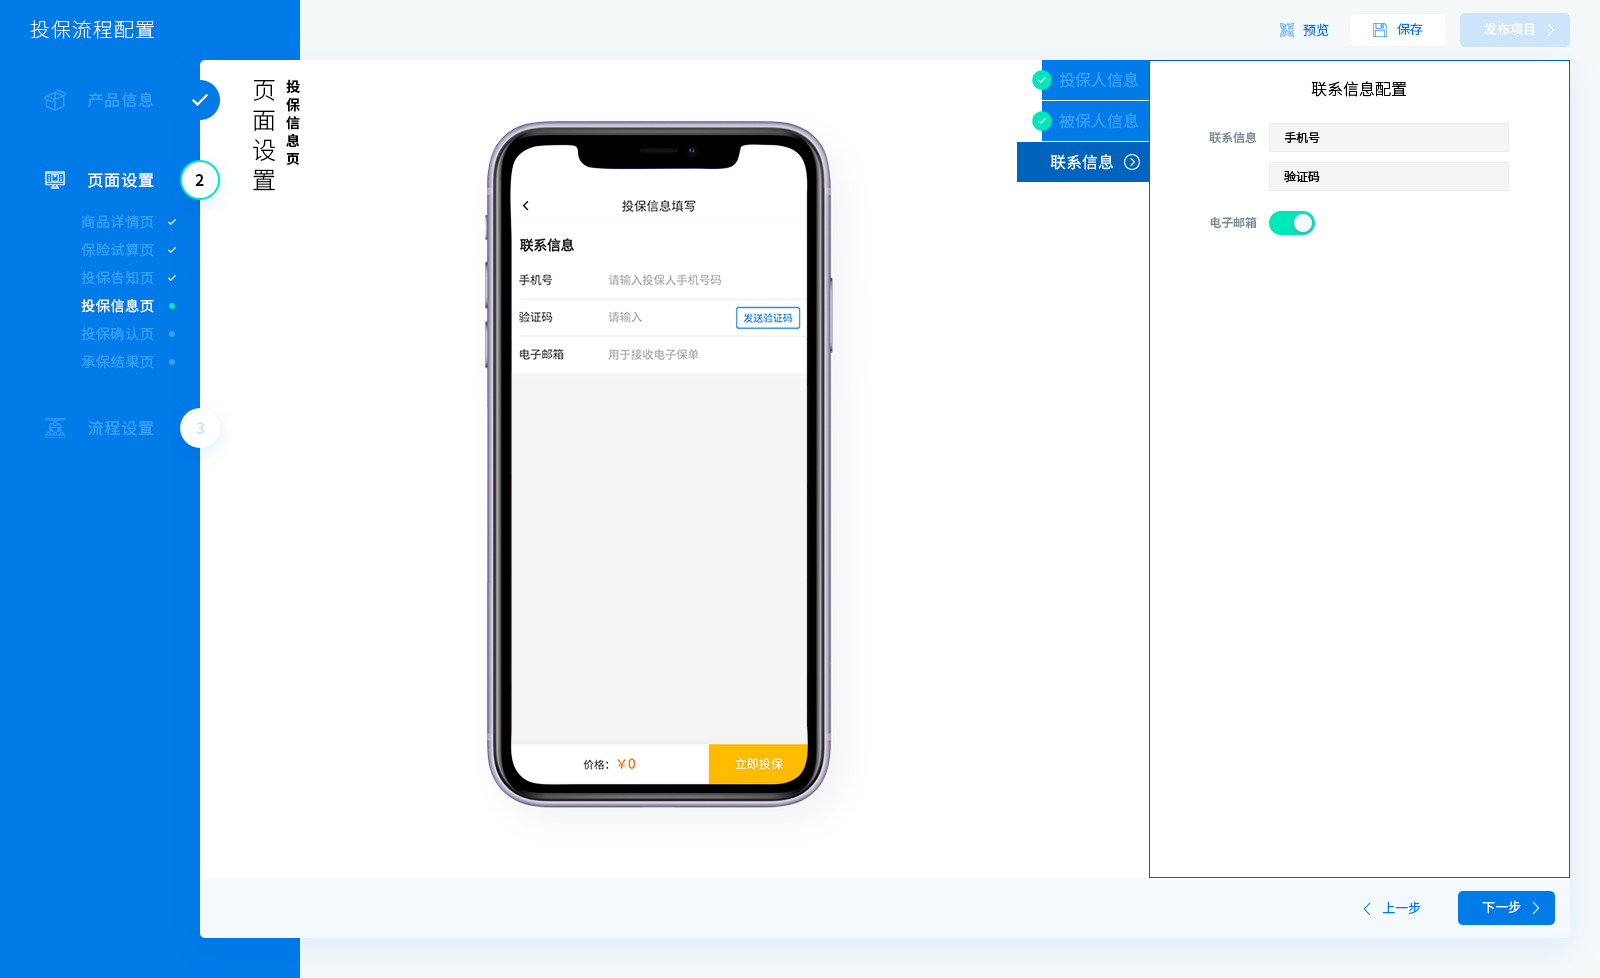 投保流程配置
预览
保存
发布项目
产品信息
页面设置
2
商品详情页
保险试算页
投保告知页
投保信息页
投保确认页
承保结果页
流程设置
3
页面设置
投保信息页
投保信息填写
联系信息
手机号
请输入投保人手机号码
验证码
请输入
发送验证码
电子邮箱
用于接收电子保单
价格：￥0
立即投保
投保人信息
被保人信息
联系信息
联系信息配置
联系信息
手机号
验证码
电子邮箱
上一步
下一步